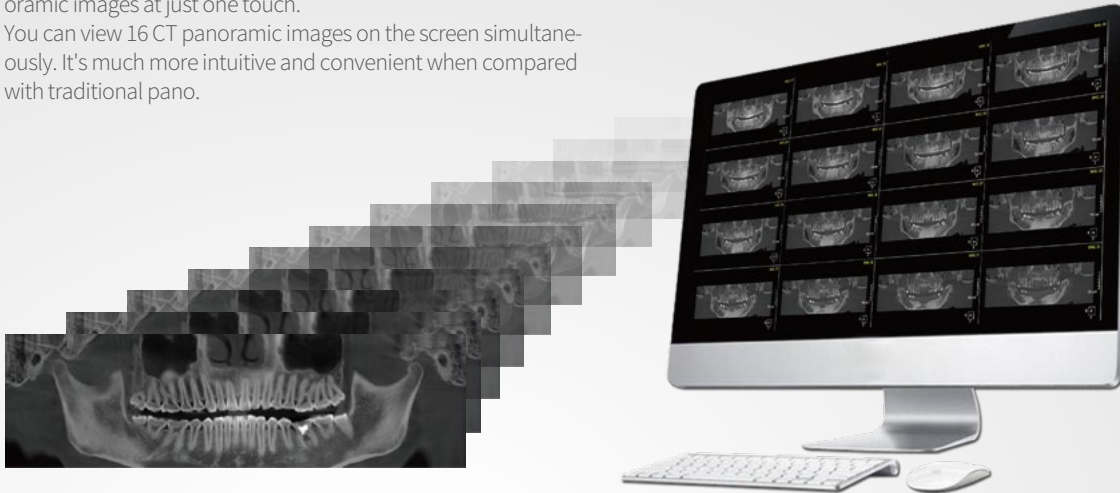 oramic images at just one touch.
You can view 16 CT panoramic images on the screen simultane-
ously. It's much more intuitive and convenient when compared
with traditional pano.